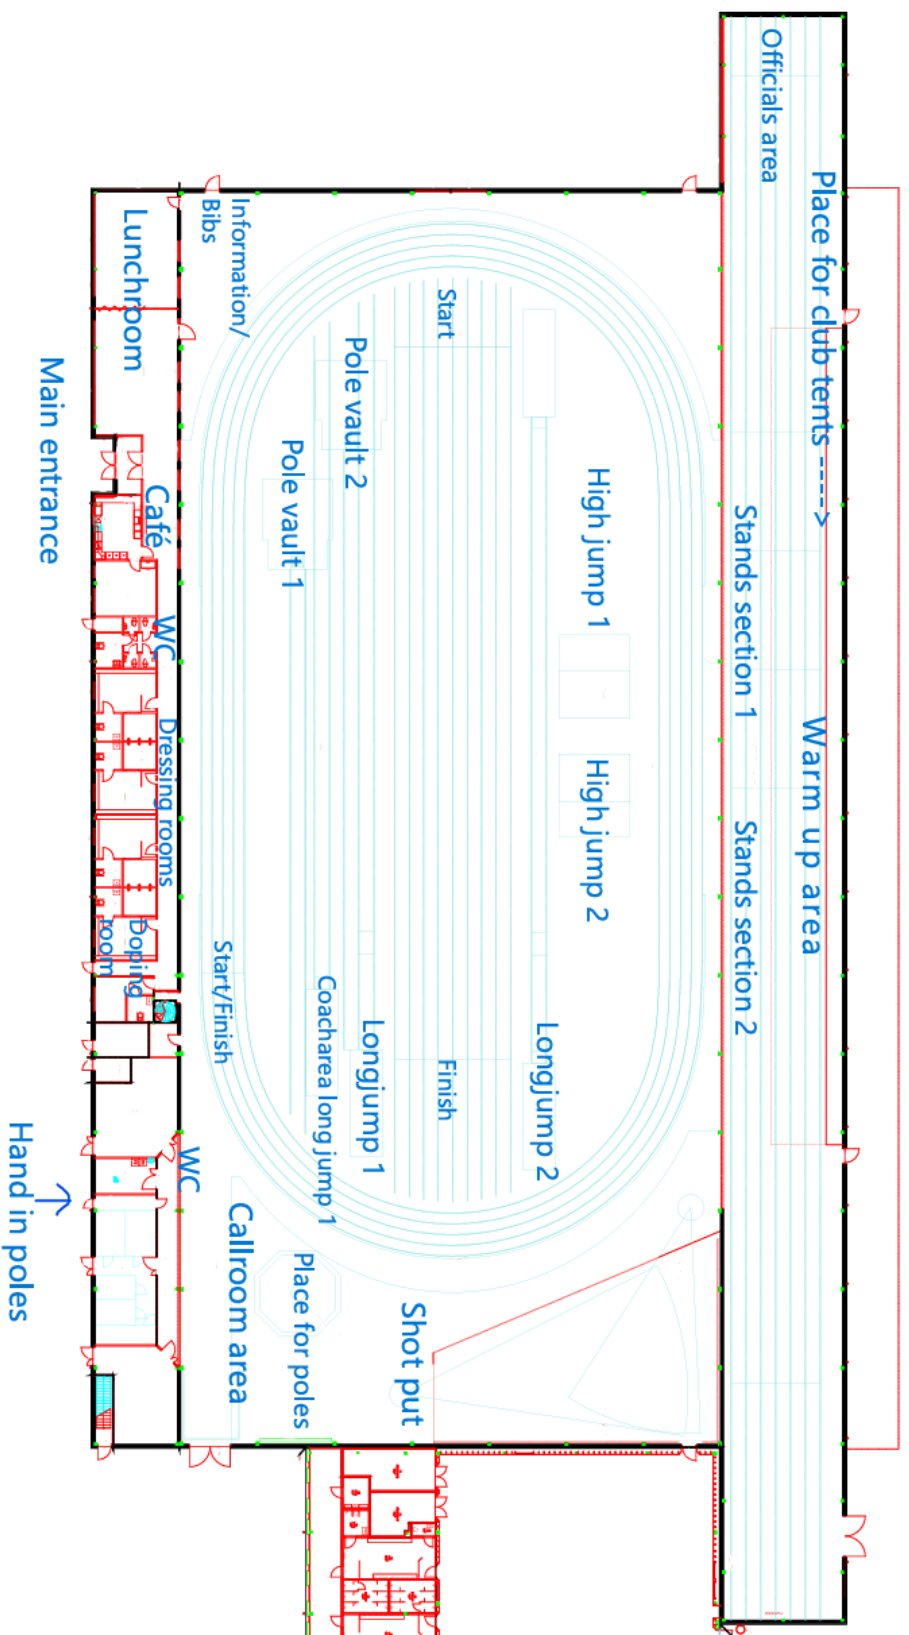 Officials area
Place for club tents ---->
Stands section 1
Warm up area
Stands section 2
High jump 1
High jump 2
Longjump 2
Start
Finish
Pole vault 2
Pole vault 1
Longjump 1
Coacharea long jump 1
Shot put
Place for poles
Information/
Bibs
Start/Finish
Callroom area
Lunchroom
Café
WC
Dressing rooms
Doping
room
WC
Main entrance
Hand in poles